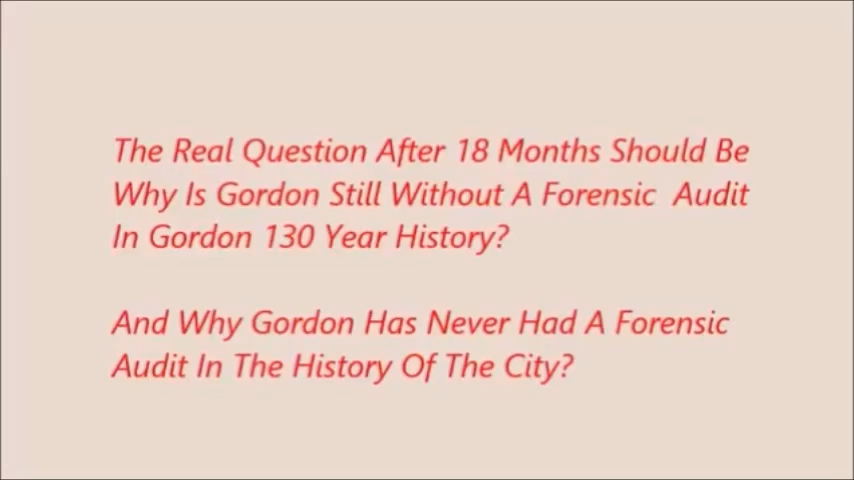 The Real Question After 18 Months Should Be
Why Is Gordon Still Without A Forensic  Audit
In Gordon 130 Year History?
And Why Gordon Has Never Had A Forensic
Audit In The History Of The City?